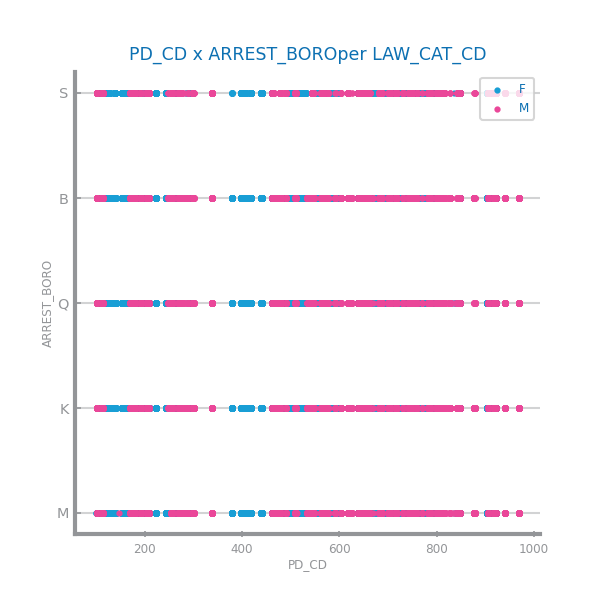 PD_CD x ARREST_BOROper LAW_CAT_CD
F
M
S
B
Q
K
M
ARREST_BORO
200
400
600
800
1000
PD_CD